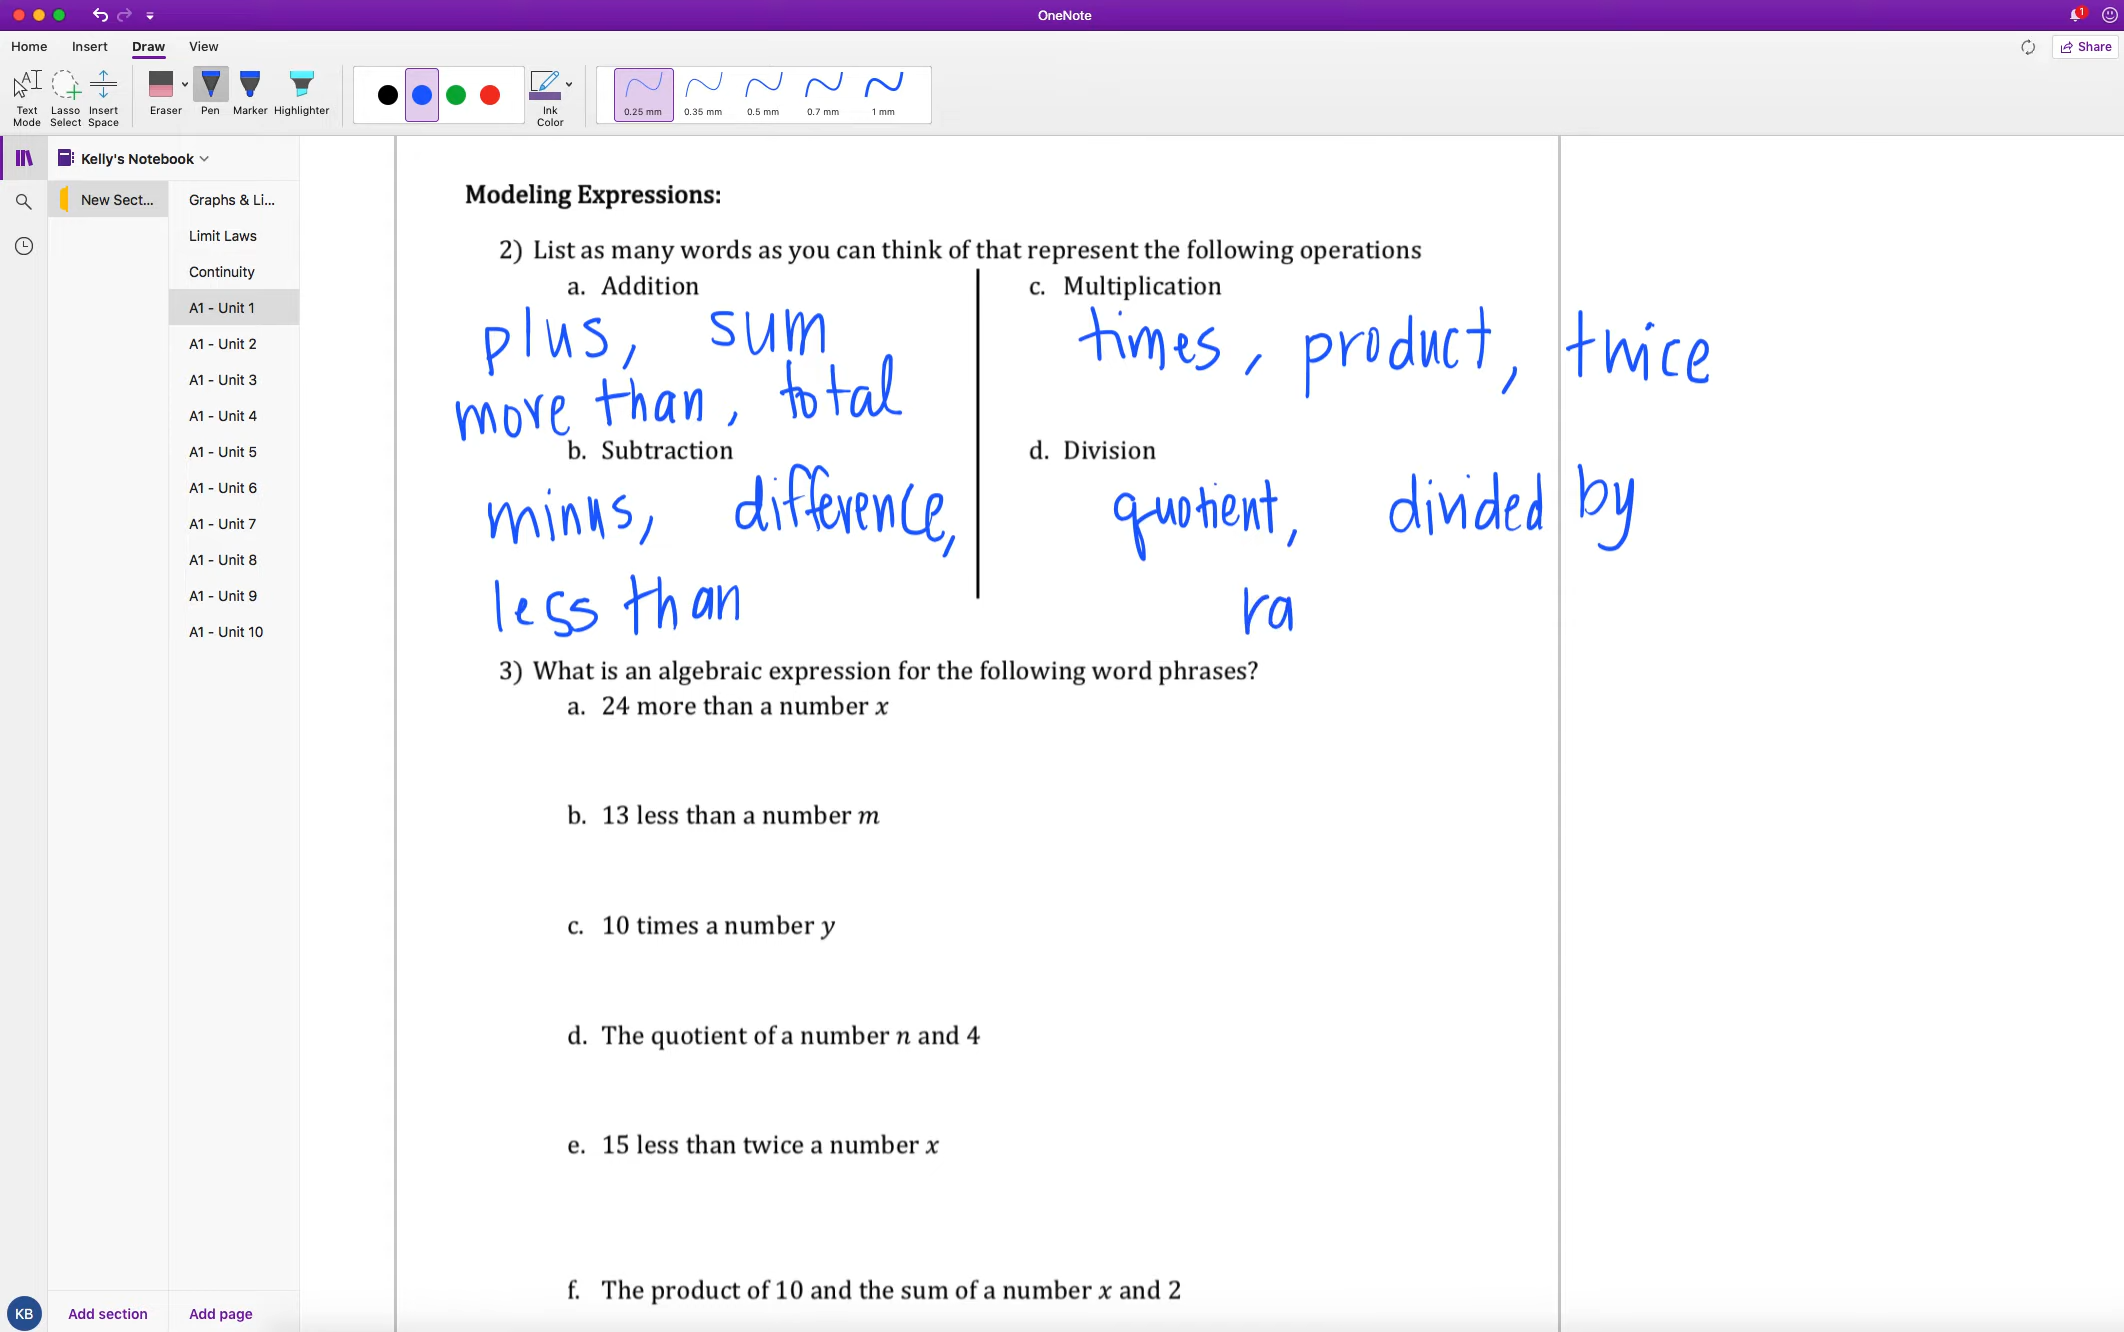 OneNote
1
Home Insert Draw View
Share
Text Mode
Lasso Select
Insert Space
Eraser
Pen
Marker
Highlighter
Ink Color
0.25 mm
0.35 mm
0.5 mm
0.7 mm
1 mm
Kelly's Notebook
New Sect...
Graphs & Li...
Limit Laws
Continuity
A1 - Unit 1
A1 - Unit 2
A1 - Unit 3
A1 - Unit 4
A1 - Unit 5
A1 - Unit 6
A1 - Unit 7
A1 - Unit 8
A1 - Unit 9
A1 - Unit 10
KB
Add section
Add page
Modeling Expressions:
2) List as many words as you can think of that represent the following operations
a. Addition
plus, sum
more than, total
b. Subtraction
minus, difference,
less than
c. Multiplication
times, product, twice
d. Division
quotient, divided by
ra
3) What is an algebraic expression for the following word phrases?
a. 24 more than a number x
b. 13 less than a number m
c. 10 times a number y
d. The quotient of a number n and 4
e. 15 less than twice a number x
f. The product of 10 and the sum of a number x and 2